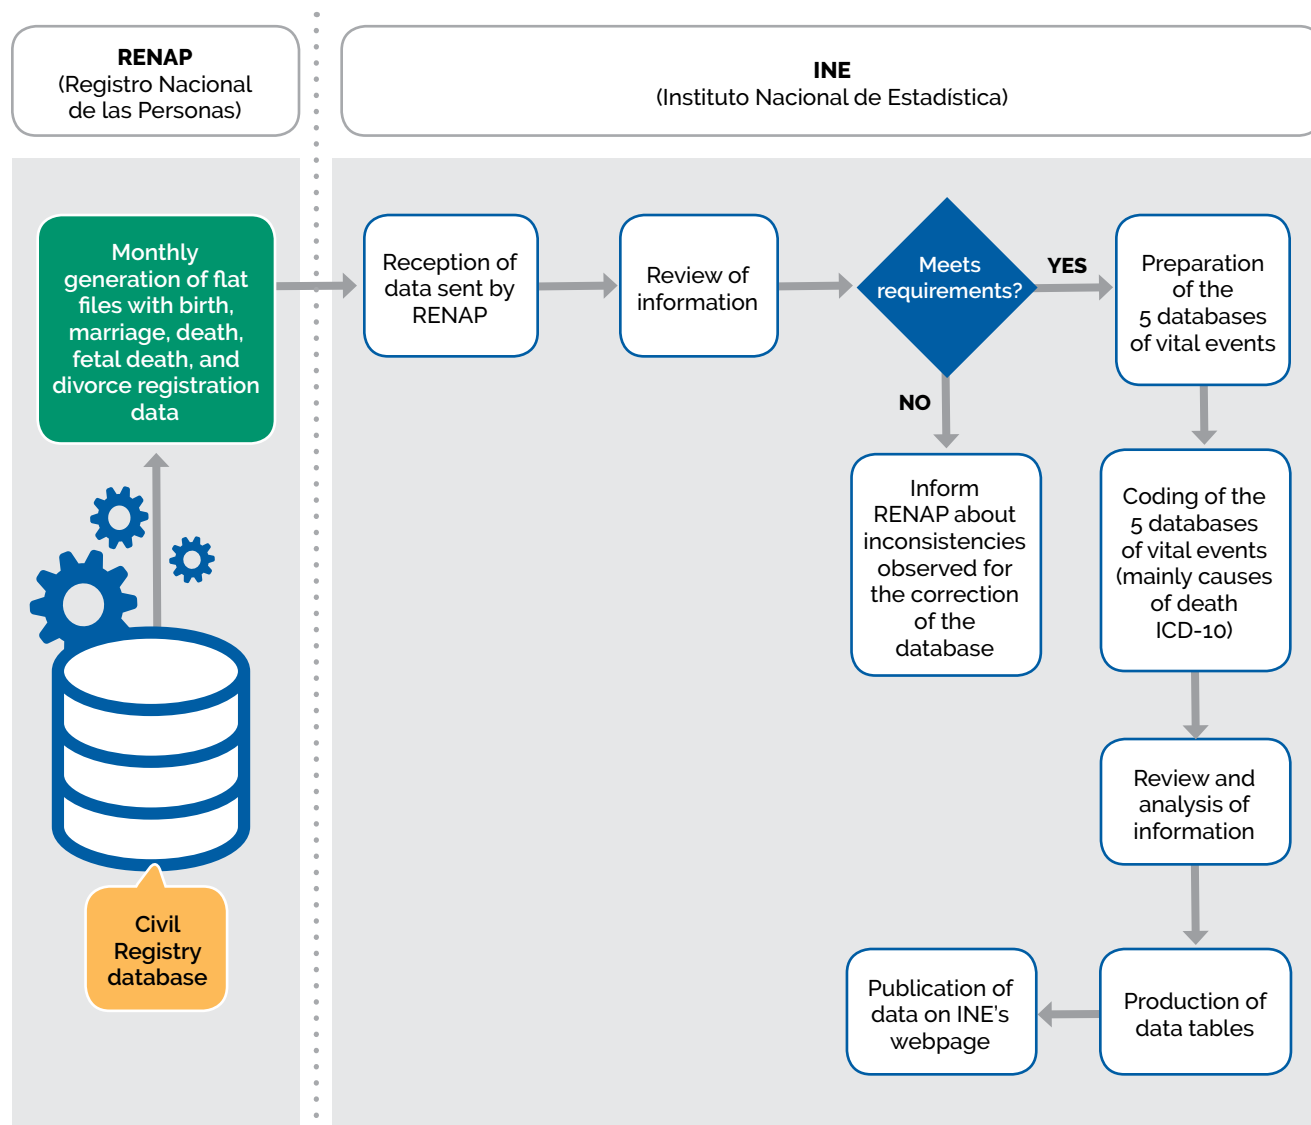 RENAP
(Registro Nacional
de las Personas)
INE
(Instituto Nacional de Estadística)
Monthly
generation of flat
files with birth,
marriage, death,
fetal death, and
divorce registration
data
Reception of
data sent by
RENAP
Review of
information
Meets
requirements?
YES
Preparation
of the
5 databases
of vital events
NO
Inform
RENAP about
inconsistencies
observed for
the correction
of the
database
Coding of the
5 databases
of vital events
(mainly causes
of death
ICD-10)
Review and
analysis of
information
Civil
Registry
database
Publication of
data on INE's
webpage
Production of
data tables